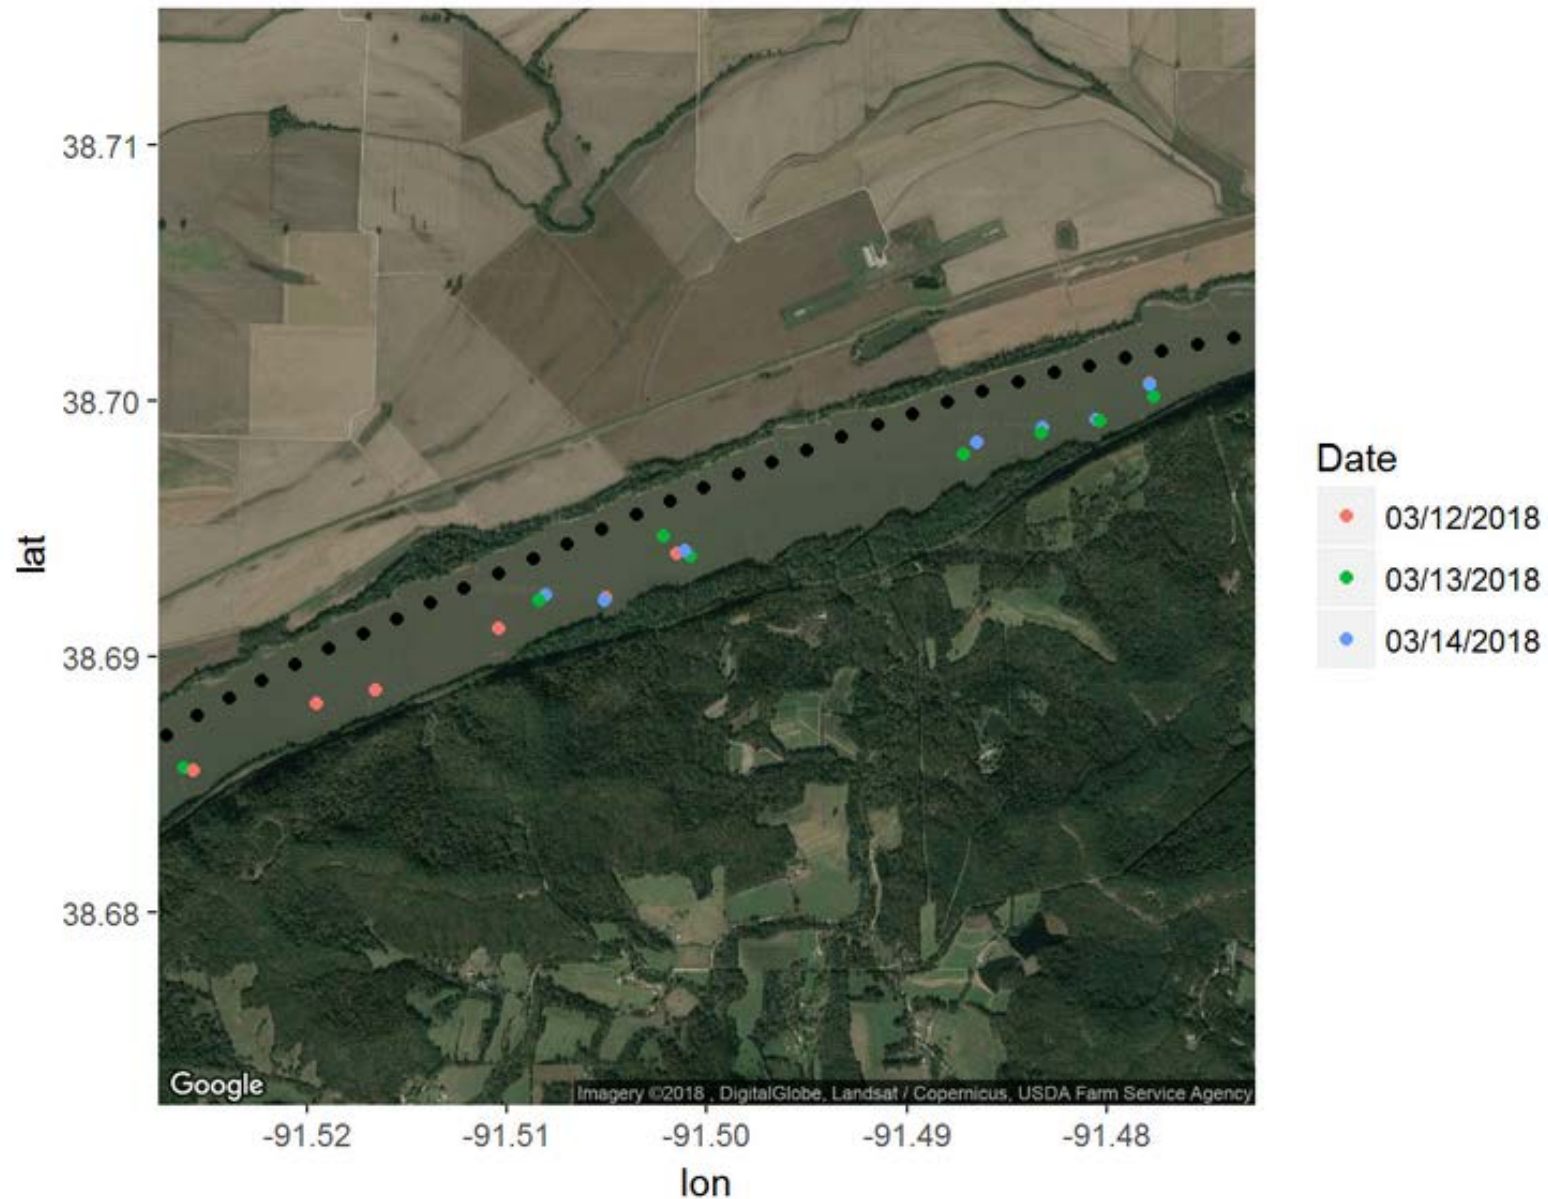 38.71
38.70
38.69
38.68
lat
-91.52
-91.51
-91.50
-91.49
-91.48
lon
Date
03/12/2018
03/13/2018
03/14/2018
Google
Imagery ©2018 , DigitalGlobe, Landsat / Copernicus, USDA Farm Service Agency